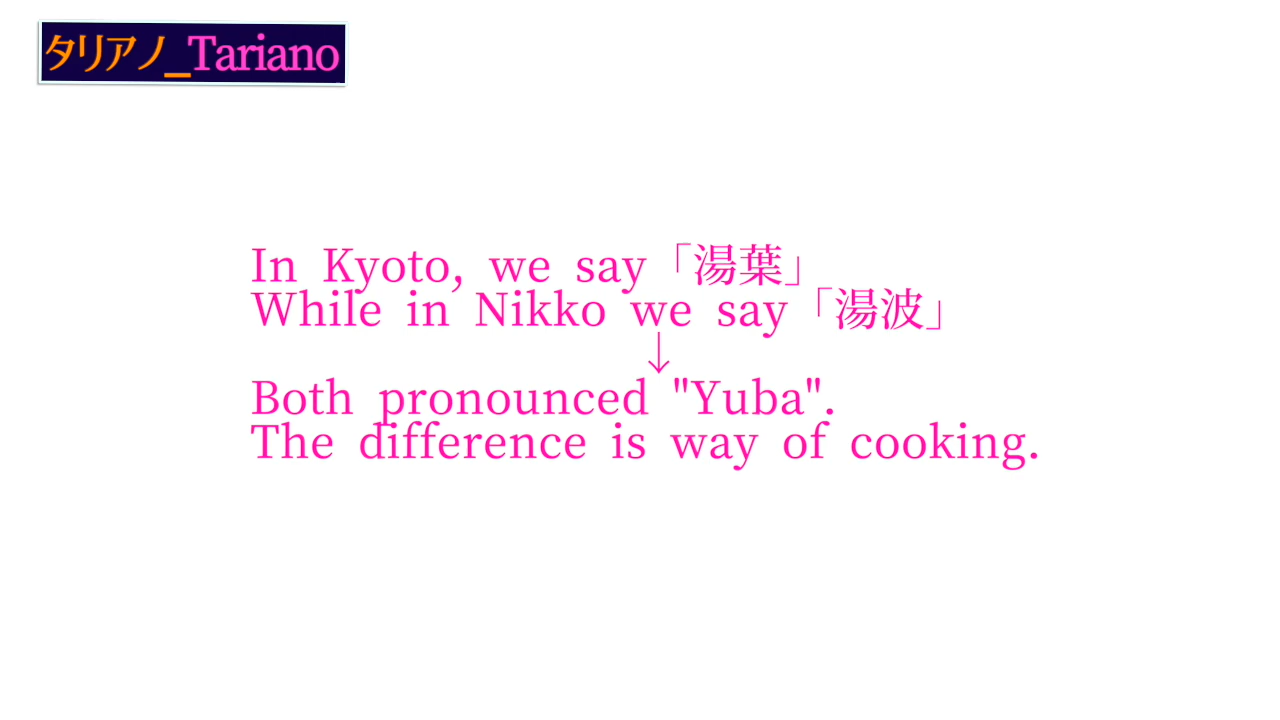 タリアノ_Tariano
In Kyoto, we say「湯葉」
While in Nikko we say「湯波」
↓
Both pronounced "Yuba".
The difference is way of cooking.